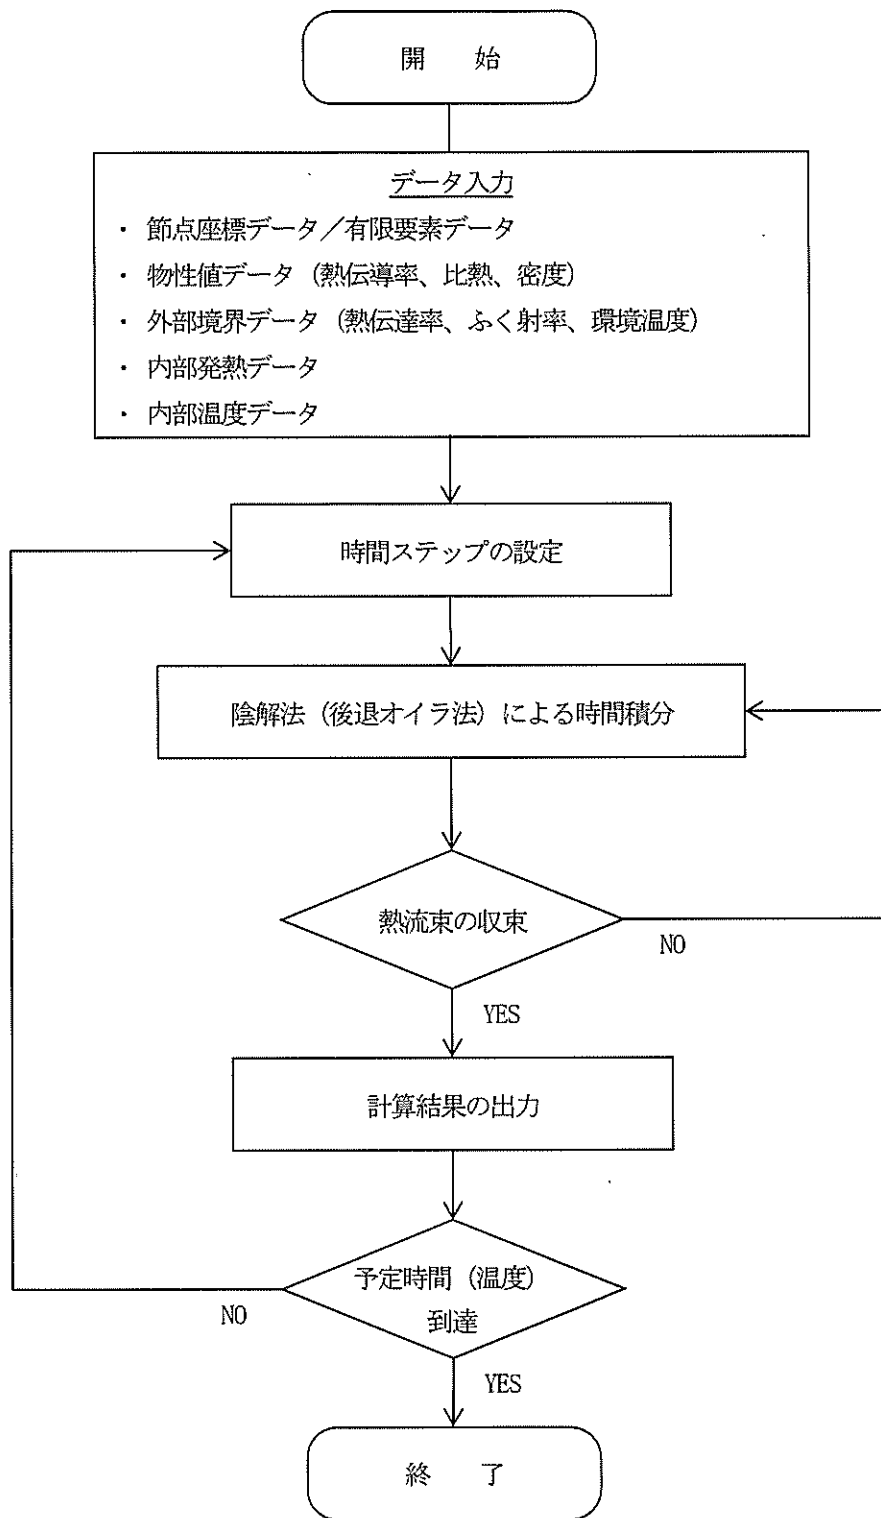 開　始
データ入力
・ 節点座標データ／有限要素データ
・ 物性値データ（熱伝導率、比熱、密度）
・ 外部境界データ（熱伝達率、ふく射率、環境温度）
・ 内部発熱データ
・ 内部温度データ
時間ステップの設定
陰解法（後退オイラ法）による時間積分
熱流束の収束
NO
YES
計算結果の出力
予定時間（温度）
到達
NO
YES
終　了